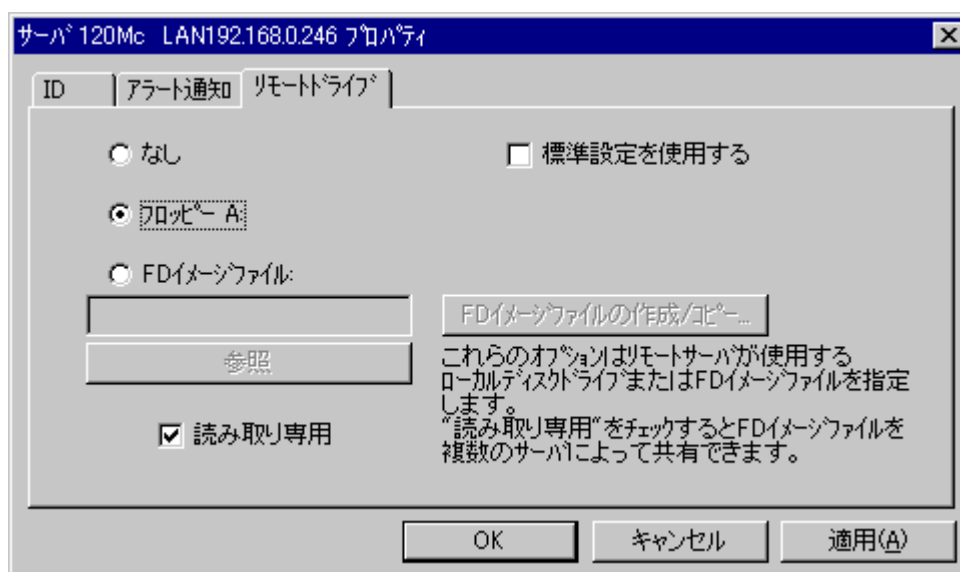 サーバ 120Mc LAN192.168.0.246 プロパティ
ID アラート通知 リモートドライブ
なし 標準設定を使用する
フロッピー A:
FDイメージファイル:
FDイメージファイルの作成/コピー...
参照
これらのオプションはリモートサーバが使用する
ローカルディスクドライブまたはFDイメージファイルを指定
します。
“読み取り専用“をチェックするとFDイメージファイルを
複数のサーバによって共有できます。
読み取り専用
OK キャンセル 適用(A)